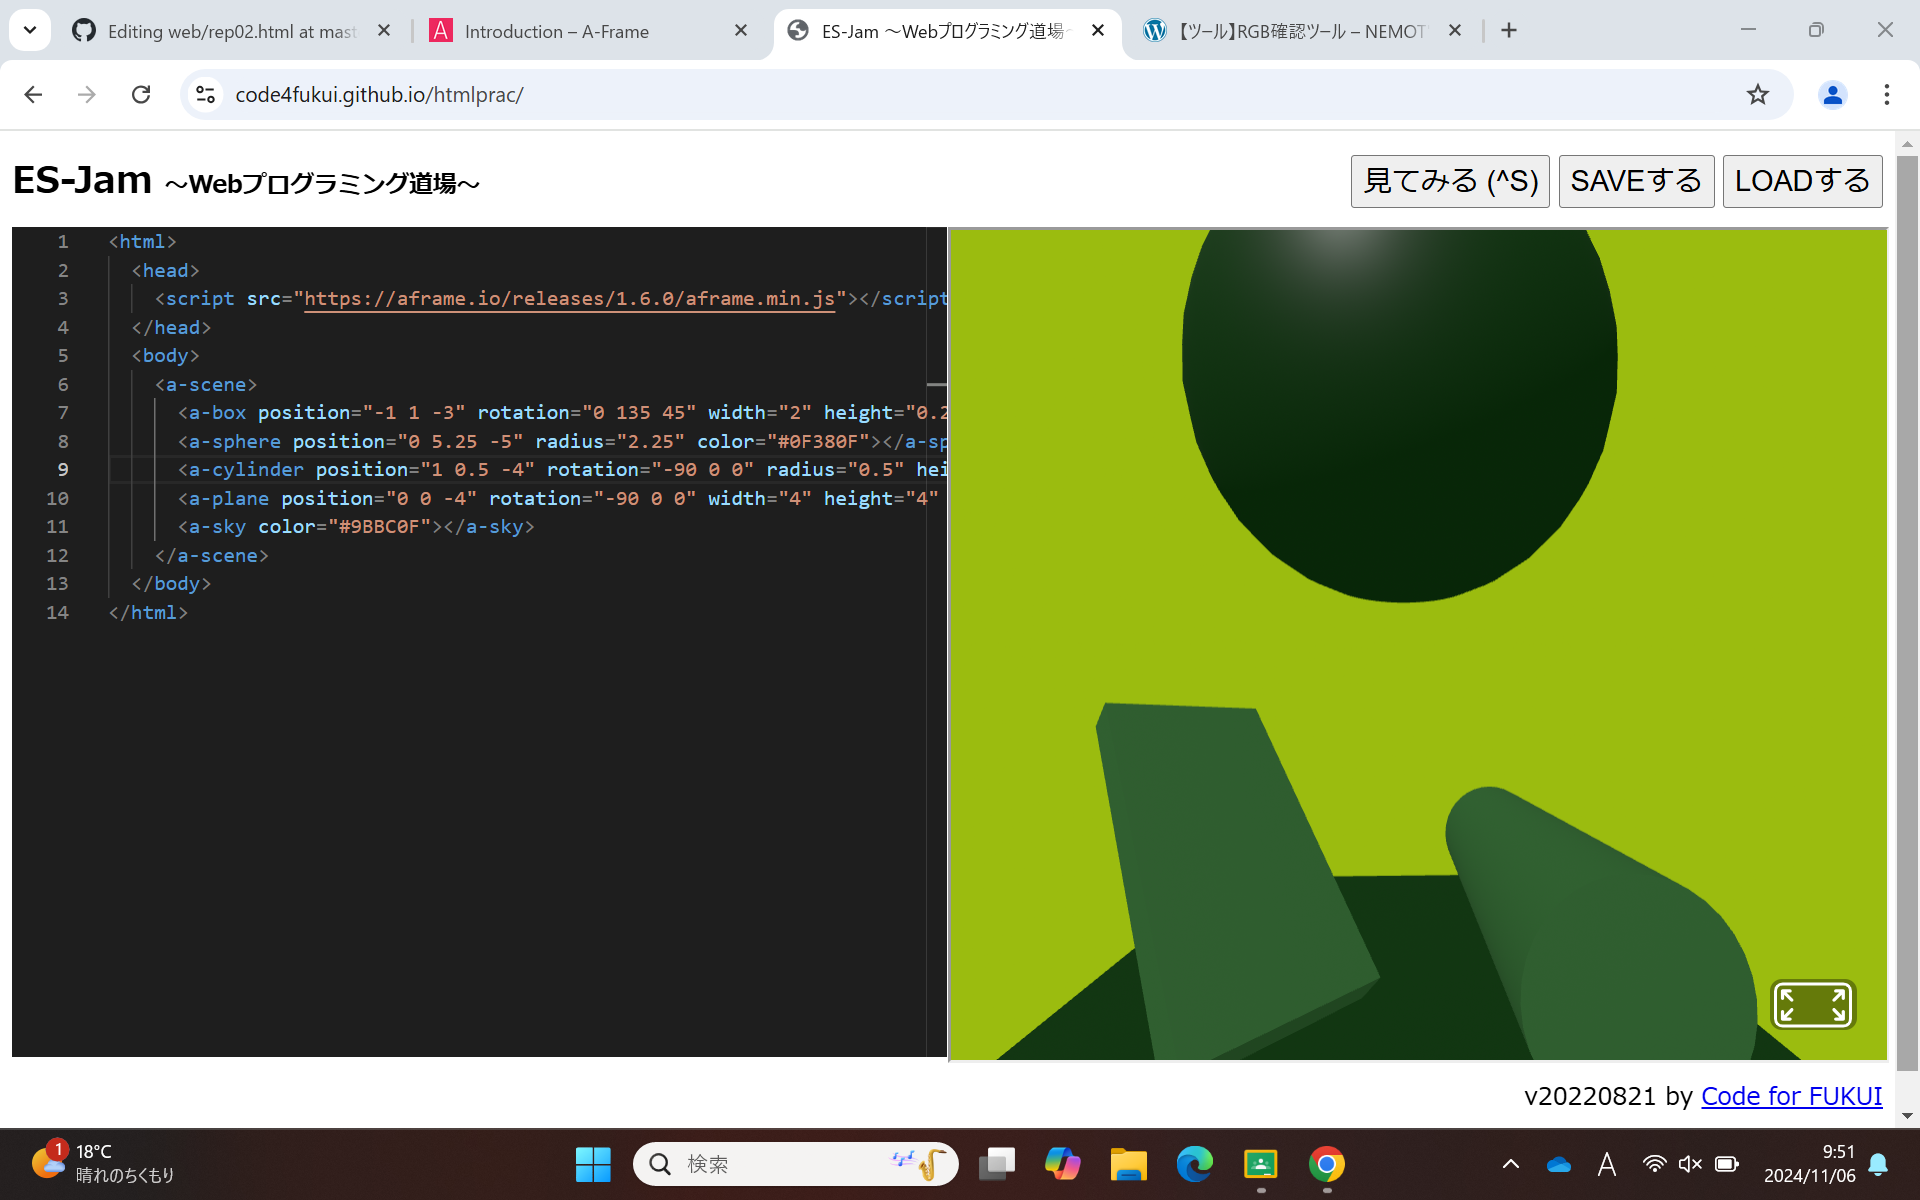 Editing web/rep02.html at mast
Introduction – A-Frame
ES-Jam ～Webプログラミング道場～
【ツール】RGB確認ツール – NEMOT
code4fukui.github.io/htmlprac/
ES-Jam ～Webプログラミング道場～
見てみる (^S)
SAVEする
LOADする
1 <html>
2 <head>
3 <script src="https://aframe.io/releases/1.6.0/aframe.min.js"></script
4 </head>
5 <body>
6 <a-scene>
7 <a-box position="-1 1 -3" rotation="0 135 45" width="2" height="0.2
8 <a-sphere position="0 5.25 -5" radius="2.25" color="#0F380F"></a-sp
9 <a-cylinder position="1 0.5 -4" rotation="-90 0 0" radius="0.5" hei
10 <a-plane position="0 0 -4" rotation="-90 0 0" width="4" height="4"
11 <a-sky color="#9BBC0F"></a-sky>
12 </a-scene>
13 </body>
14 </html>
v20220821 by Code for FUKUI
1
18°C
晴れのちくもり
検索
A
9:51
2024/11/06